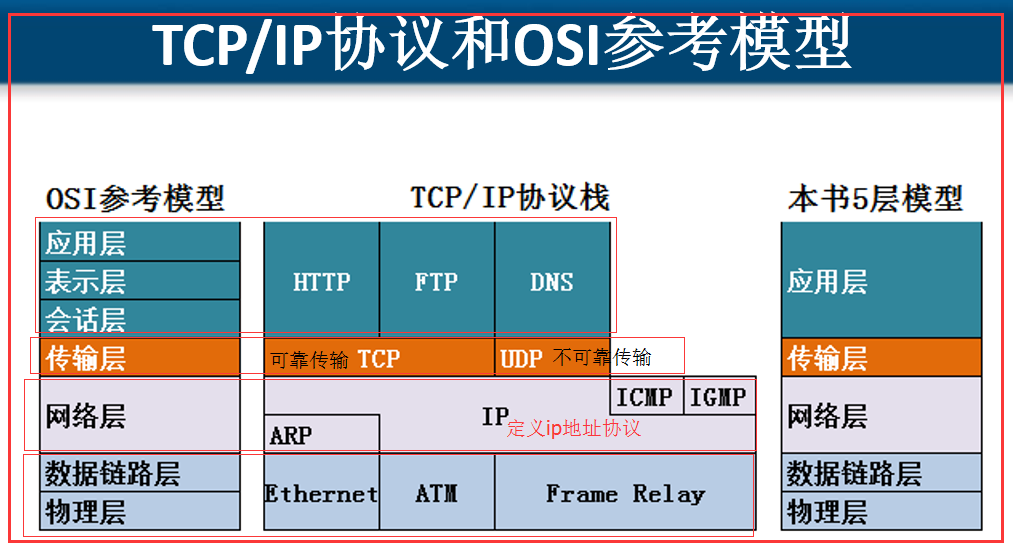 TCP/IP协议和OSI参考模型
OSI参考模型
TCP/IP协议栈
本书5层模型
应用层
表示层
会话层
HTTP
FTP
DNS
应用层
传输层
可靠传输 TCP
UDP 不可靠传输
传输层
网络层
ARP
IP
定义ip地址协议
ICMP
IGMP
网络层
数据链路层
物理层
Ethernet
ATM
Frame Relay
数据链路层
物理层